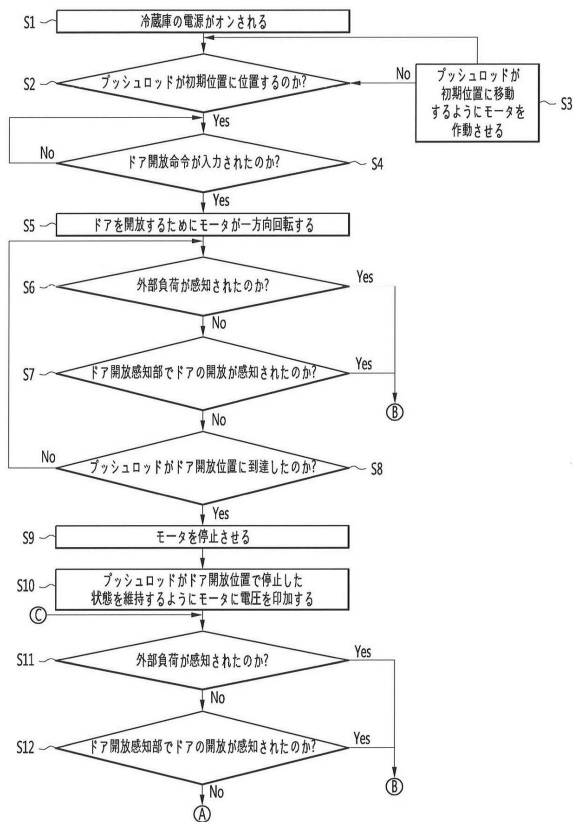 S1
冷蔵庫の電源がオンされる
S2
プッシュロッドが初期位置に位置するのか?
No
プッシュロッドが
初期位置に移動
するようにモータを
作動させる
S3
Yes
No
ドア開放命令が入力されたのか?
S4
Yes
S5
ドアを開放するためにモータが一方向回転する
S6
外部負荷が感知されたのか?
Yes
No
S7
ドア開放感知部でドアの開放が感知されたのか?
Yes
B
No
No
プッシュロッドがドア開放位置に到達したのか?
S8
Yes
S9
モータを停止させる
S10
プッシュロッドがドア開放位置で停止した
状態を維持するようにモータに電圧を印加する
C
S11
外部負荷が感知されたのか?
Yes
No
S12
ドア開放感知部でドアの開放が感知されたのか?
Yes
B
No
A